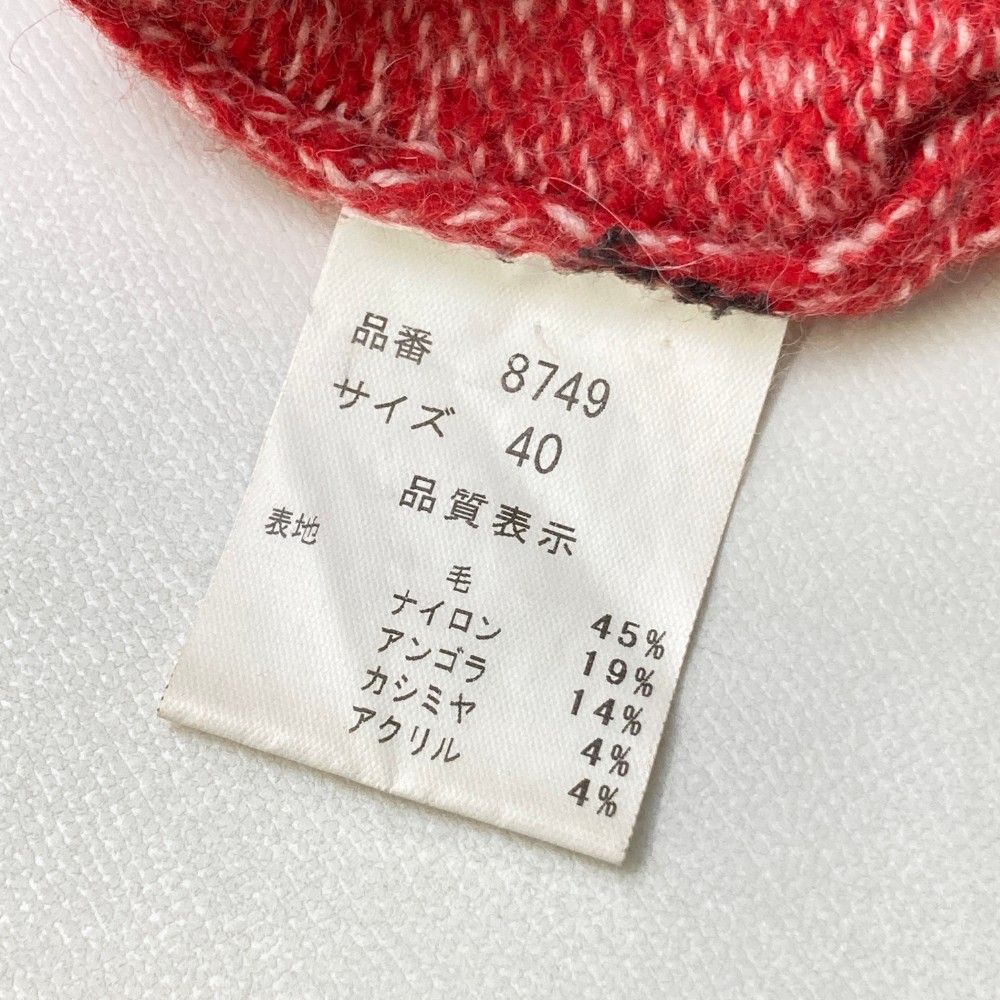 品番 8749
サイズ 40
品質表示
表地
毛 45%
ナイロン 19%
アンゴラ 14%
カシミヤ 4%
アクリル 4%